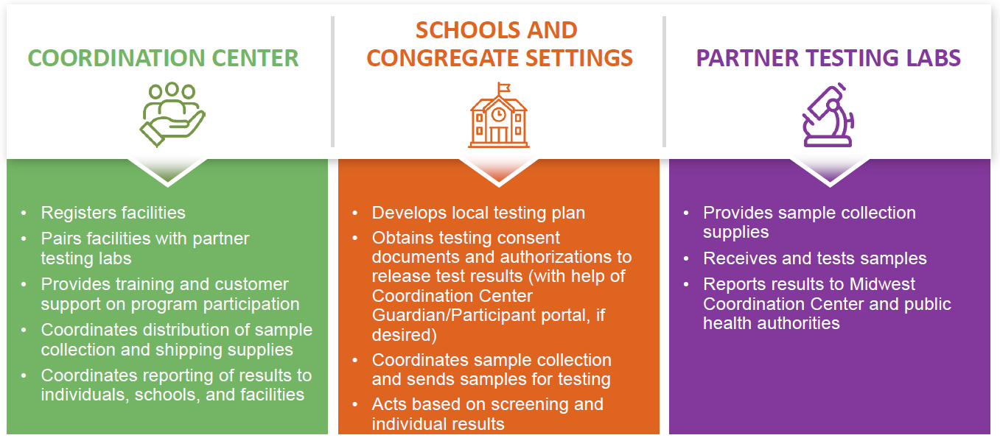 COORDINATION CENTER
• Registers facilities
• Pairs facilities with partner
testing labs
• Provides training and customer
support on program participation
• Coordinates distribution of sample
collection and shipping supplies
• Coordinates reporting of results to
individuals, schools, and facilities
SCHOOLS AND
CONGREGATE SETTINGS
• Develops local testing plan
• Obtains testing consent
documents and authorizations to
release test results (with help of
Coordination Center
Guardian/Participant portal, if
desired)
• Coordinates sample collection
and sends samples for testing
• Acts based on screening and
individual results
PARTNER TESTING LABS
• Provides sample collection
supplies
• Receives and tests samples
• Reports results to Midwest
Coordination Center and public
health authorities